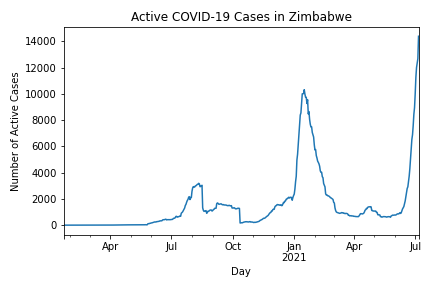 Active COVID-19 Cases in Zimbabwe
Number of Active Cases
14000
12000
10000
8000
6000
4000
2000
0
Apr
Jul
Oct
Jan
2021
Apr
Jul
Day